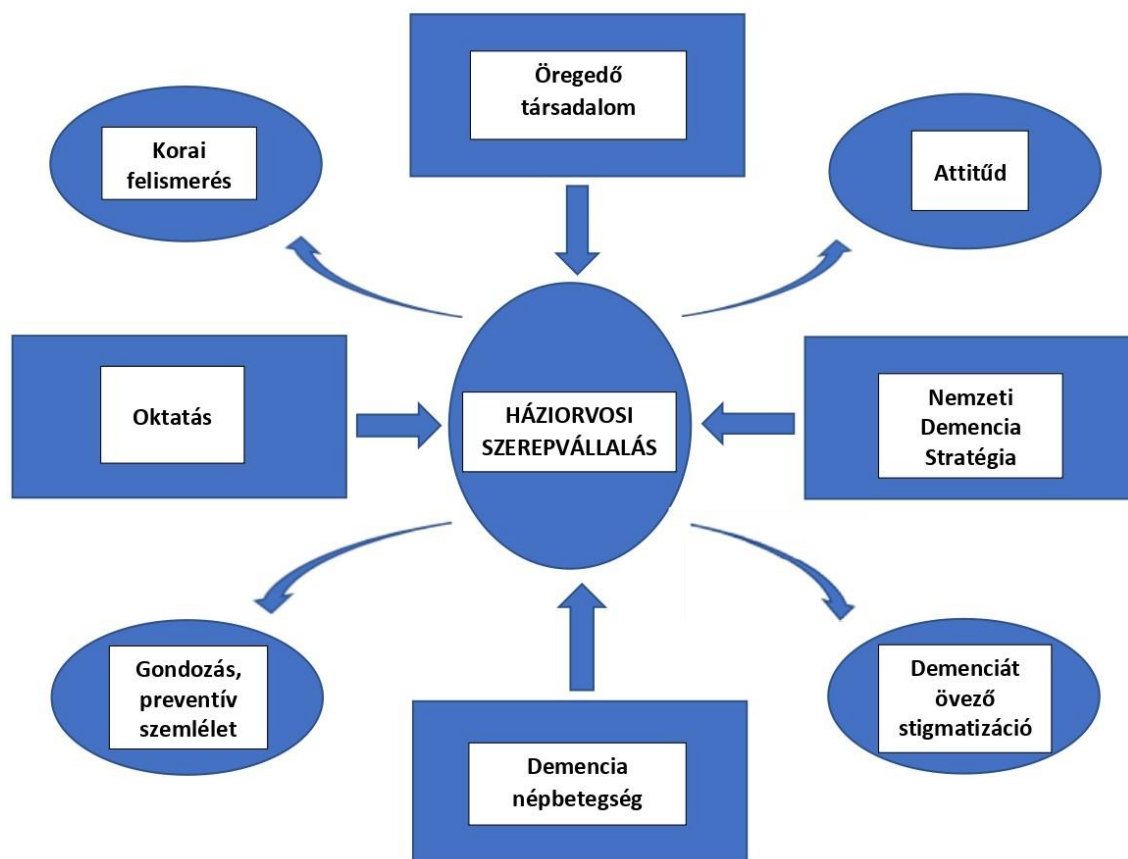 Öregedő
társadalom
Korai
felismerés
Attitűd
Oktatás
HÁZIORVOSI
SZEREPVÁLLALÁS
Nemzeti
Demencia
Stratégia
Gondozás,
preventív
szemlélet
Demencia
népbetegség
Demenciát
övező
stigmatizáció